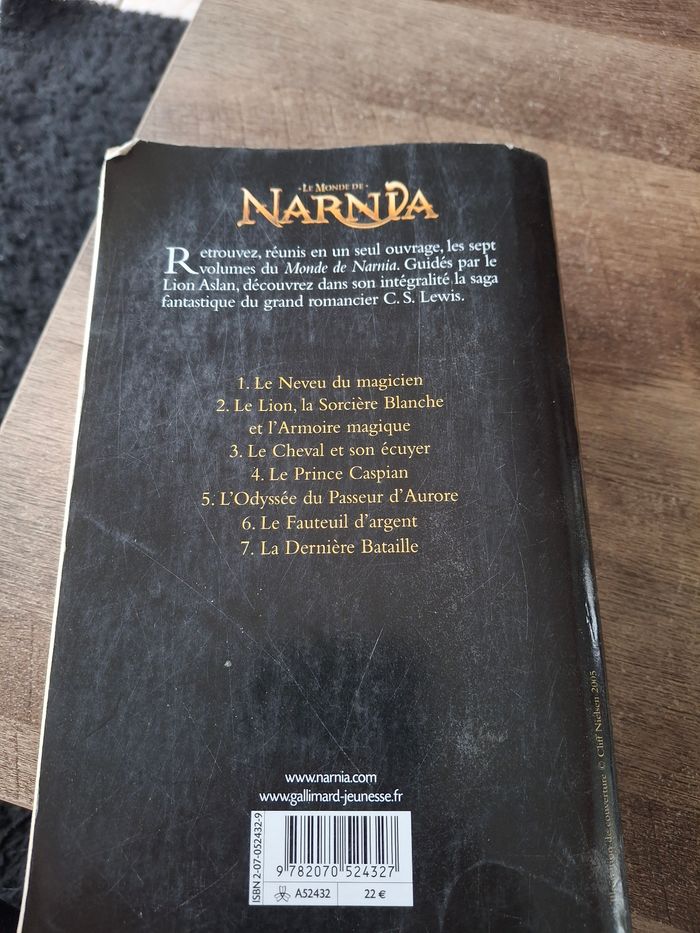 ·LE MONDE DE·
NARNIA
Retrouvez, réunis en un seul ouvrage, les sept
volumes du Monde de Narnia. Guidés par le
Lion Aslan, découvrez dans son intégralité la saga
fantastique du grand romancier C. S. Lewis.
1. Le Neveu du magicien
2. Le Lion, la Sorcière Blanche
et l'Armoire magique
3. Le Cheval et son écuyer
4. Le Prince Caspian
5. L'Odyssée du Passeur d'Aurore
6. Le Fauteuil d'argent
7. La Dernière Bataille
www.narnia.com
www.gallimard-jeunesse.fr
ISBN 2-07-052432-9
9 782070 524327
A52432
22 €
de couverture © Cliff Nielsen 2005